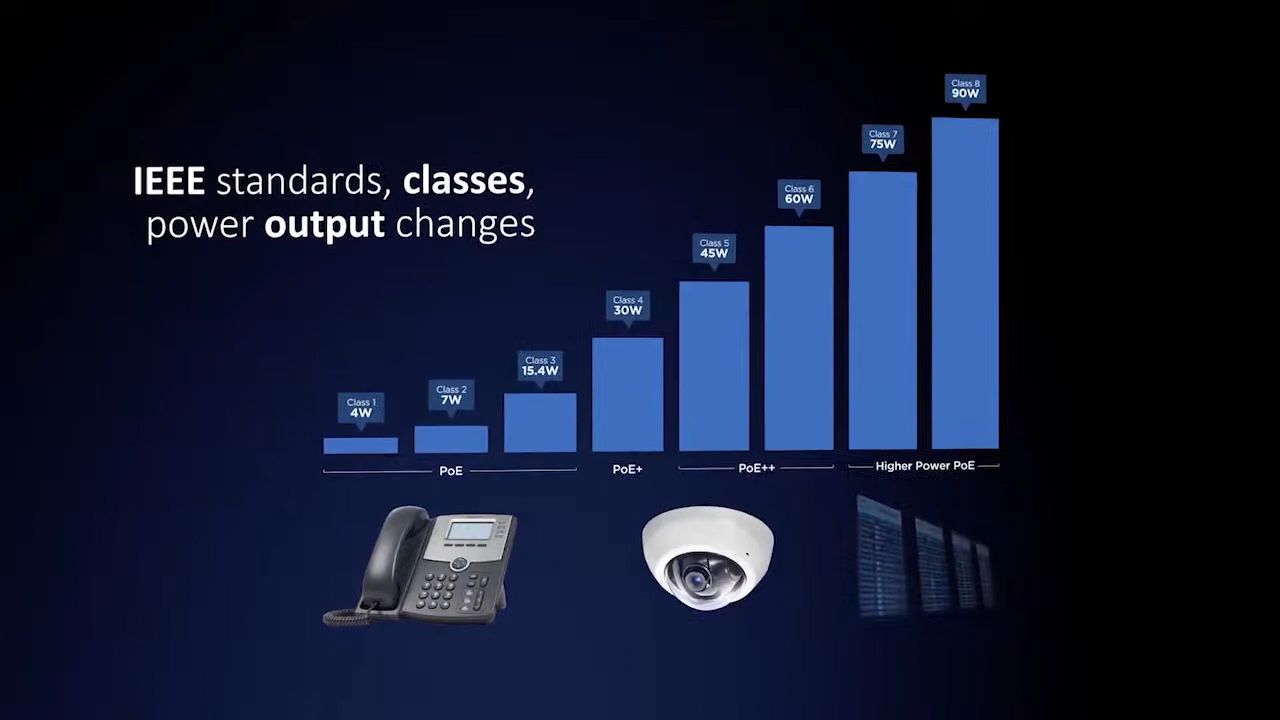 IEEE standards, classes,
power output changes
Class 1
4W
Class 2
7W
Class 3
15.4W
Class 4
30W
Class 5
45W
Class 6
60W
Class 7
75W
Class 8
90W
PoE
PoE+
PoE++
Higher Power PoE